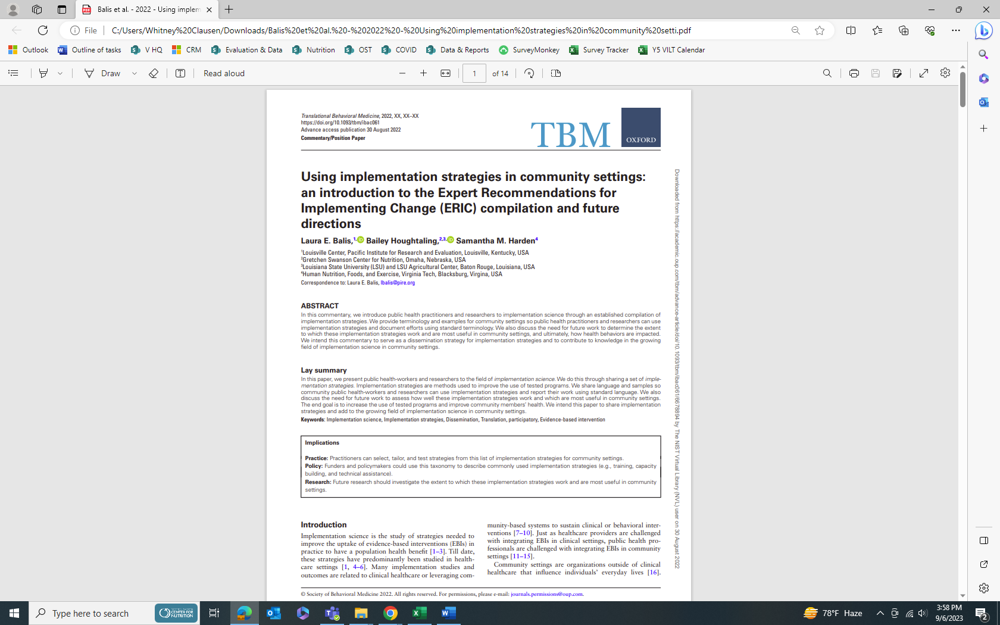 Balis et al. - 2022 - Using implem
File
C:/Users/Whitney%20Clausen/Downloads/Balis%20et%20al.%20-%202022%20-%20Using%20implementation%20strategies%20in%20community%20setti.pdf
Outlook
Outline of tasks
V HQ
CRM
Evaluation & Data
Nutrition
OST
COVID
Data & Reports
SurveyMonkey
Survey Tracker
Y5 VILT Calendar
Draw
Read aloud
1
of 14
Translational Behavioral Medicine, 2022, XX, XX–XX
https://doi.org/10.1093/tbm/ibac061
Advance access publication 30 August 2022
Commentary/Position Paper
TBM
OXFORD
Using implementation strategies in community settings:
an introduction to the Expert Recommendations for
Implementing Change (ERIC) compilation and future
directions
Laura E. Balis,1, iD Bailey Houghtaling,2,3, iD Samantha M. Harden4
1Louisville Center, Pacific Institute for Research and Evaluation, Louisville, Kentucky, USA
2Gretchen Swanson Center for Nutrition, Omaha, Nebraska, USA
3Louisiana State University (LSU) and LSU Agricultural Center, Baton Rouge, Louisiana, USA
4Human Nutrition, Foods, and Exercise, Virginia Tech, Blacksburg, Virgina, USA
Correspondence to: Laura E. Balis, lbalis@pire.org
ABSTRACT
In this commentary, we introduce public health practitioners and researchers to implementation science through an established compilation of
implementation strategies. We provide terminology and examples for community settings so public health practitioners and researchers can use
implementation strategies and document efforts using standard terminology. We also discuss the need for future work to determine the extent
to which these implementation strategies work and are most useful in community settings, and ultimately, how health behaviors are impacted.
We intend this commentary to serve as a dissemination strategy for implementation strategies and to contribute to knowledge in the growing
field of implementation science in community settings.
Lay summary
In this paper, we present public health-workers and researchers to the field of implementation science. We do this through sharing a set of imple-
mentation strategies. Implementation strategies are methods used to improve the use of tested programs. We share language and samples so
community public health-workers and researchers can use implementation strategies and report their work using standard language. We also
discuss the need for future work to assess how well these implementation strategies work and which are most useful in community settings.
The end goal is to increase the use of tested programs and improve community members' health. We intend this paper to share implementation
strategies and add to the growing field of implementation science in community settings.
Keywords: Implementation science, Implementation strategies, Dissemination, Translation, participatory, Evidence-based intervention
Implications
Practice: Practitioners can select, tailor, and test strategies from this list of implementation strategies for community settings.
Policy: Funders and policymakers could use this taxonomy to describe commonly used implementation strategies (e.g., training, capacity
building, and technical assistance).
Research: Future research should investigate the extent to which these implementation strategies work and are most useful in community
settings.
Introduction
Implementation science is the study of strategies needed to
improve the uptake of evidence-based interventions (EBIs) in
practice to have a population health benefit [1–3]. Till date,
these strategies have predominantly been studied in health-
care settings [1, 4–6]. Many implementation studies and
outcomes are related to clinical healthcare or leveraging com-
munity-based systems to sustain clinical or behavioral inter-
ventions [7–10]. Just as healthcare providers are challenged
with integrating EBIs in clinical settings, public health pro-
fessionals are challenged with integrating EBIs in community
settings [11–15].
Community settings are organizations outside of clinical
healthcare that influence individuals' everyday lives [16].
© Society of Behavioral Medicine 2022. All rights reserved. For permissions, please e-mail: journals.permissions@oup.com.
Downloaded from https://academic.oup.com/tbm/advance-article/doi/10.1093/tbm/ibac061/6678894 by The NIST Virtual Library (NVL) user on 30 August 2022
Type here to search
CENTER FOR
NUTRITION
78°F Haze
3:58 PM
9/6/2023
2